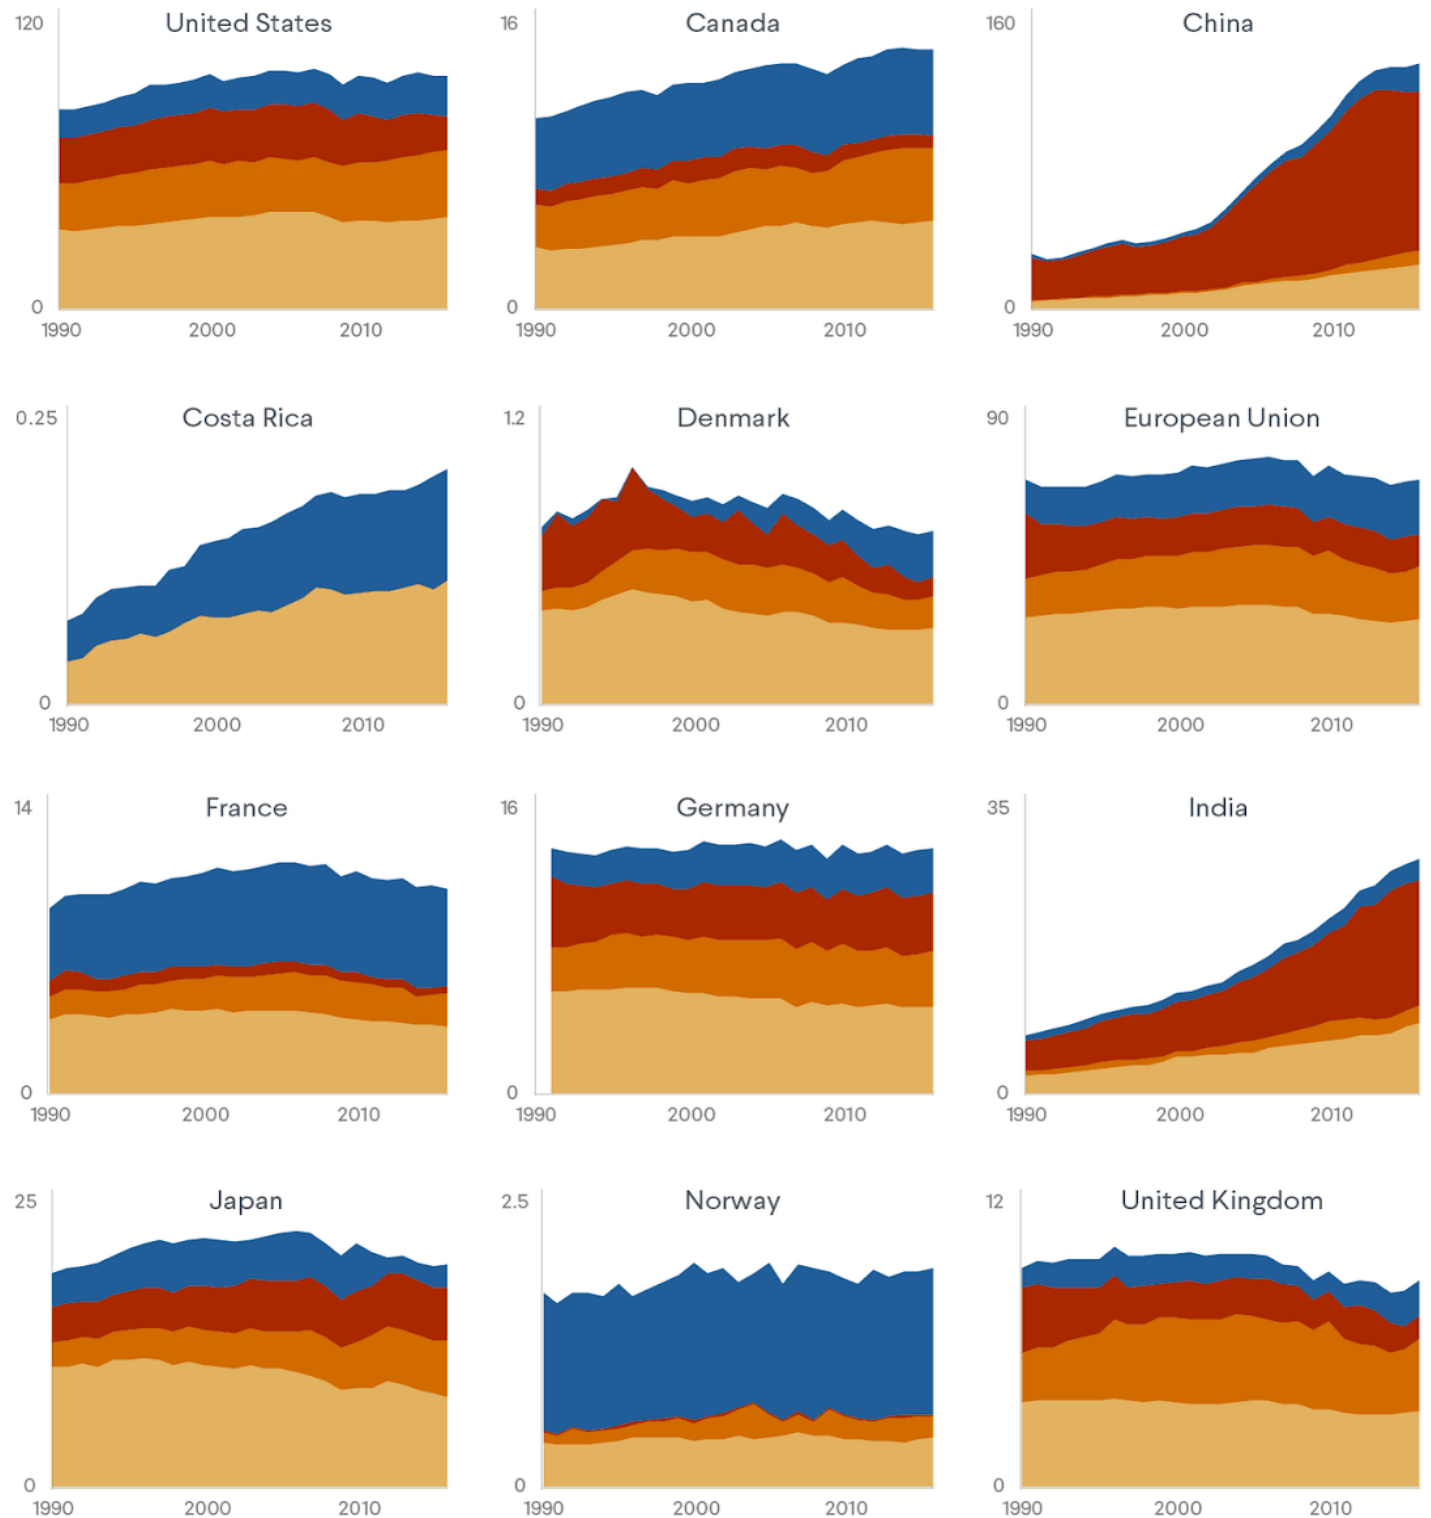 120 United States
0
1990 2000 2010
16 Canada
0
1990 2000 2010
160 China
0
1990 2000 2010
0.25 Costa Rica
0
1990 2000 2010
1.2 Denmark
0
1990 2000 2010
90 European Union
0
1990 2000 2010
14 France
0
1990 2000 2010
16 Germany
0
1990 2000 2010
35 India
0
1990 2000 2010
25 Japan
0
1990 2000 2010
2.5 Norway
0
1990 2000 2010
12 United Kingdom
0
1990 2000 2010